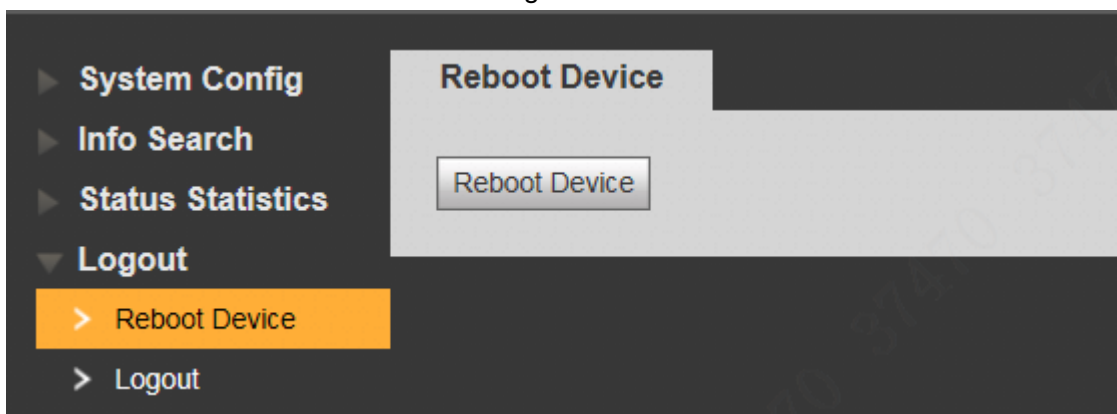 System Config
Info Search
Status Statistics
Logout
Reboot Device
Logout
Reboot Device
Reboot Device